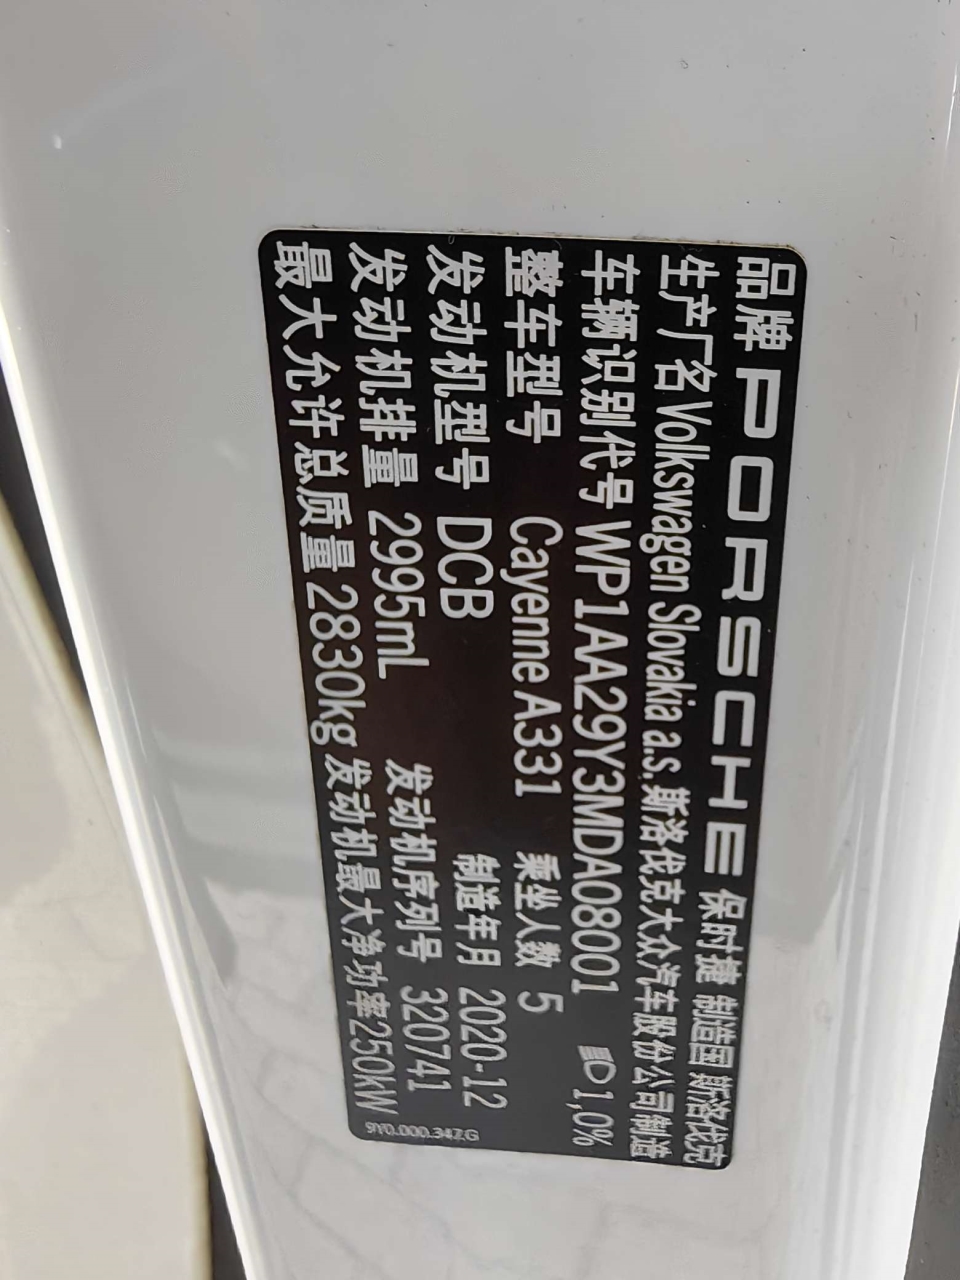 品牌 PORSCHE 保时捷 制造国 斯洛伐克
生产厂名 Volkswagen Slovakia a.s.斯洛伐克大众汽车股份公司制造
车辆识别代号 WP1AA29Y3MDA08001 1,0%
整车型号 Cayenne A331 乘坐人数 5
发动机型号 DCB 制造年月 2020-12
发动机排量 2995mL 发动机序列号 320741
最大允许总质量 2830kg 发动机最大净功率250kW
9Y0.000.347.G